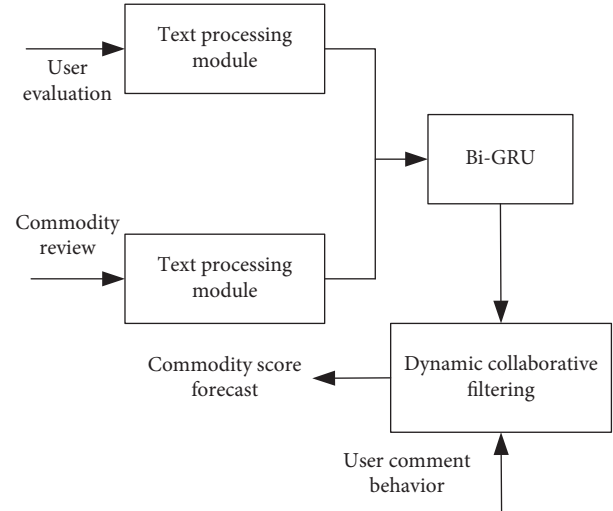 Text processing
module
User
evaluation
Bi-GRU
Commodity
review
Text processing
module
Commodity score
forecast
Dynamic collaborative
filtering
User comment
behavior